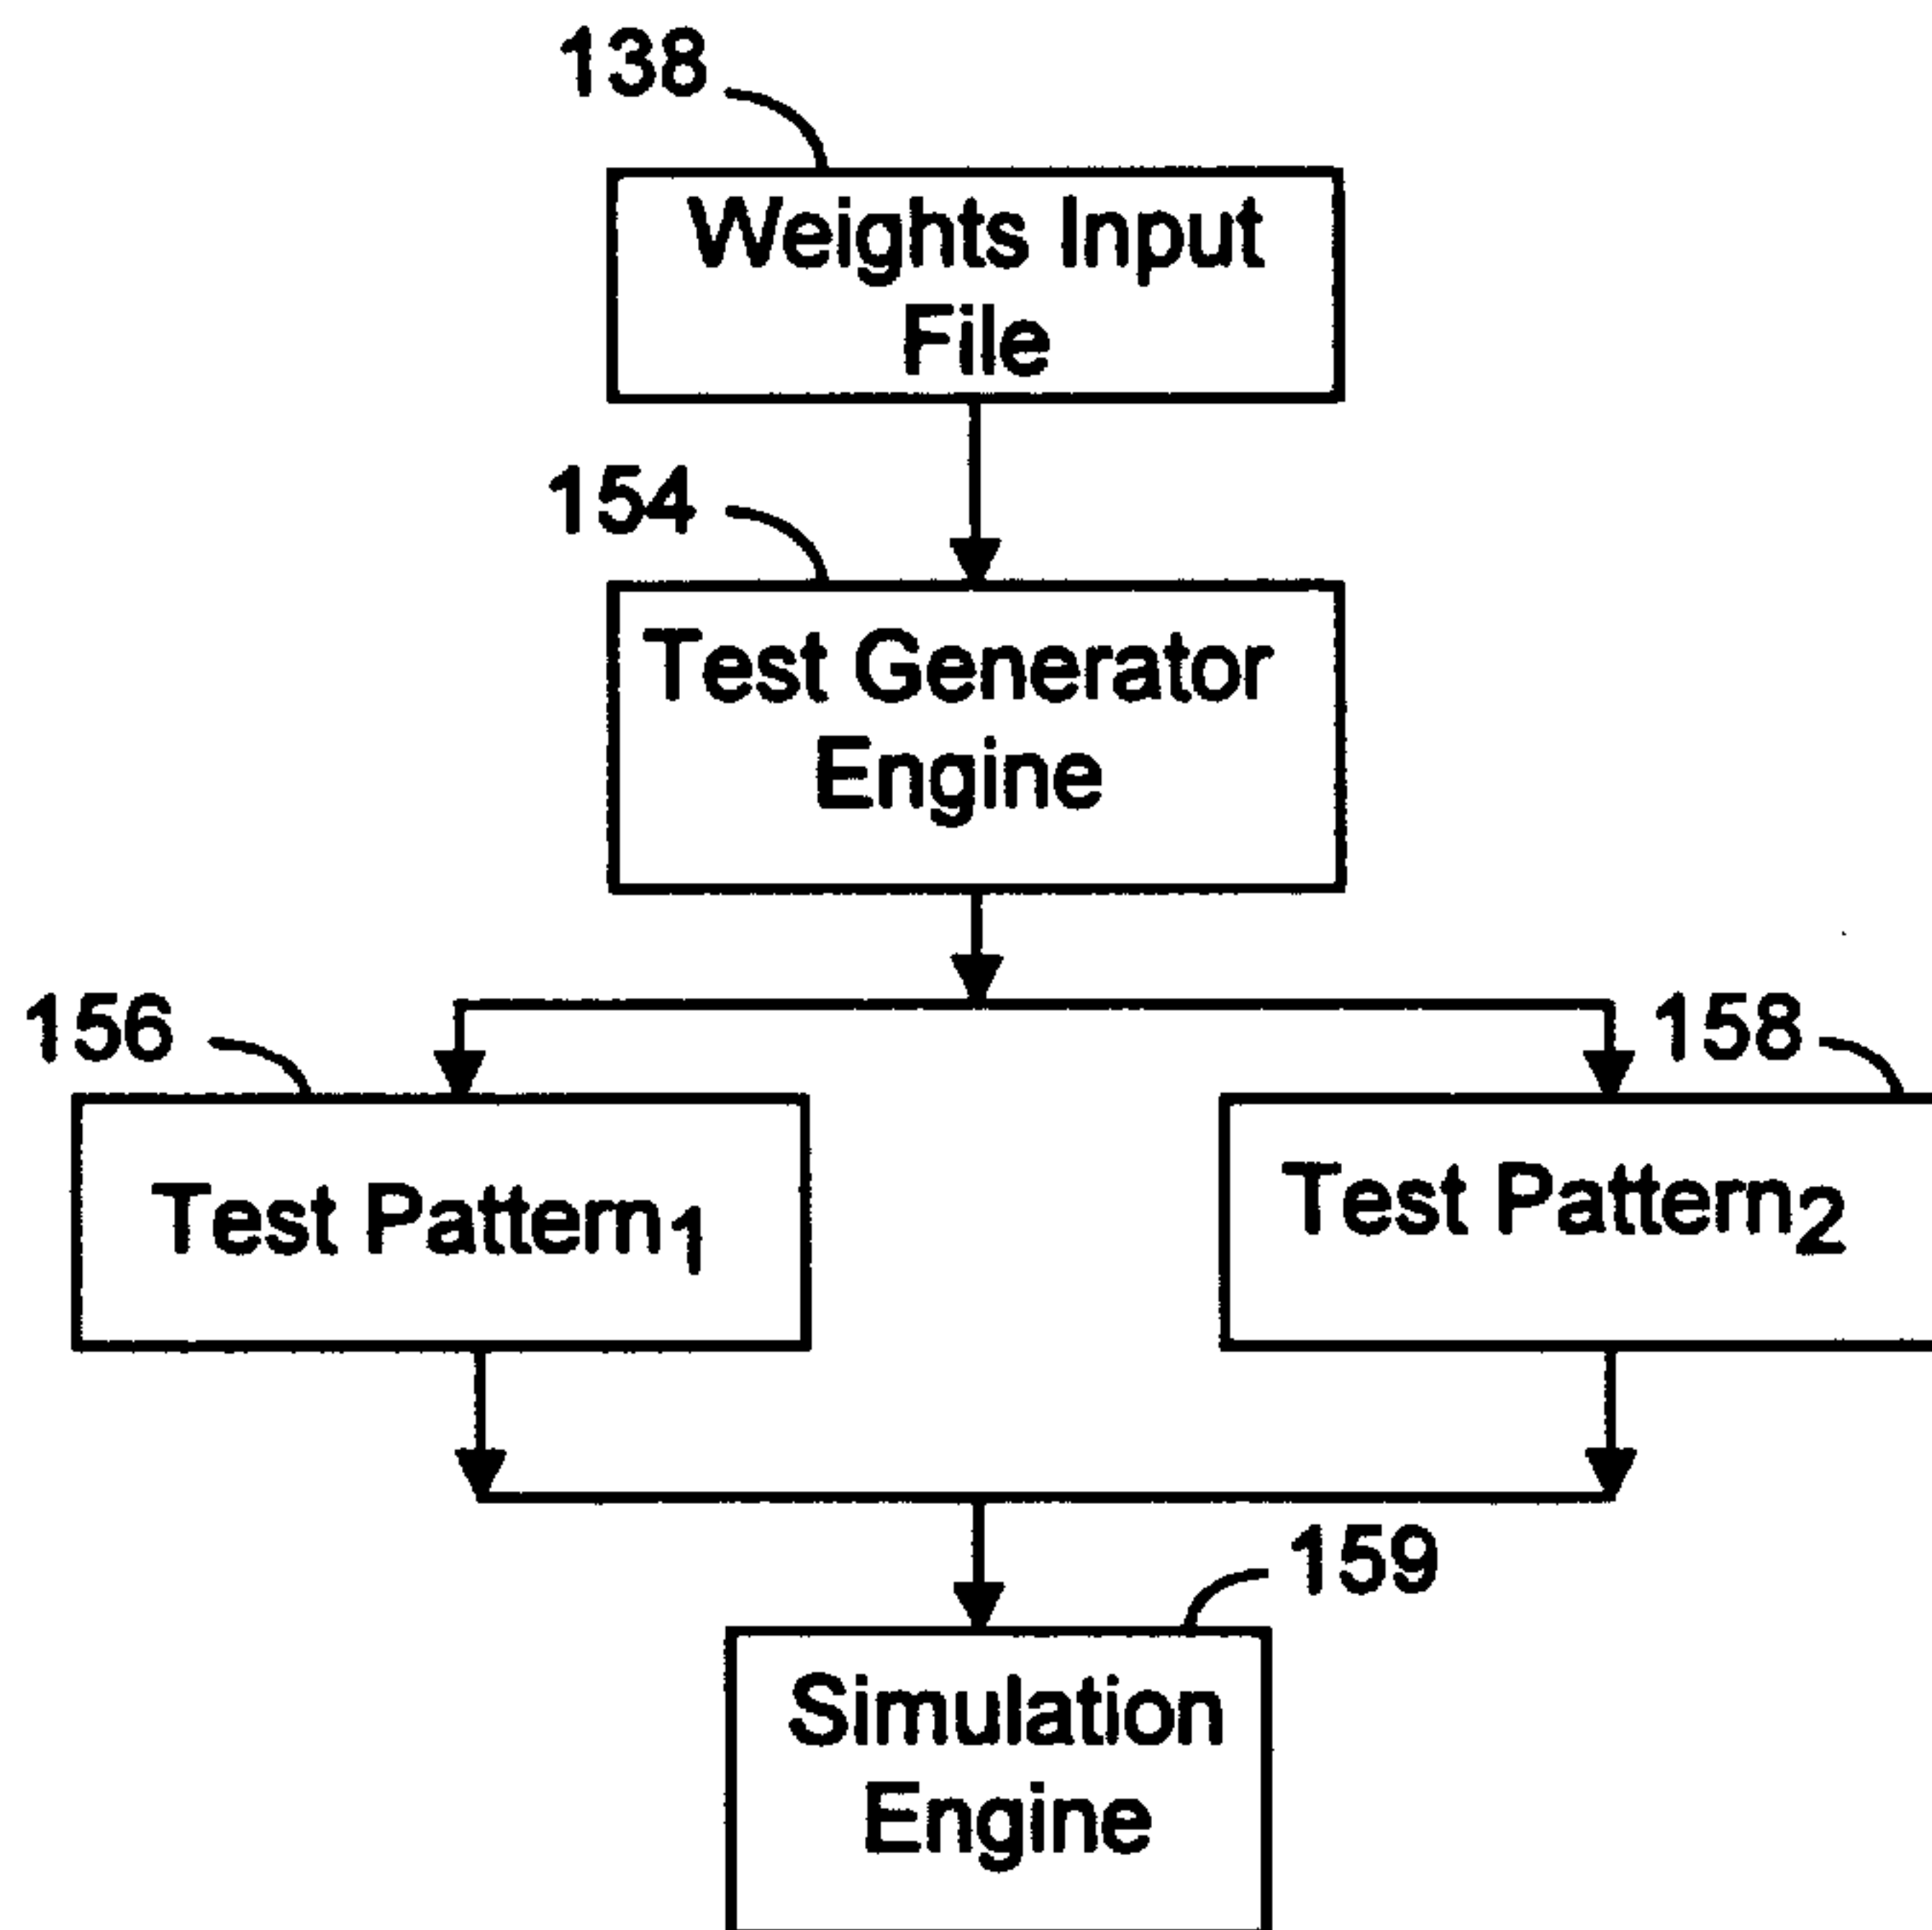 138
Weights Input
File
154
Test Generator
Engine
156
158
Test Pattern₁
Test Pattern₂
159
Simulation
Engine